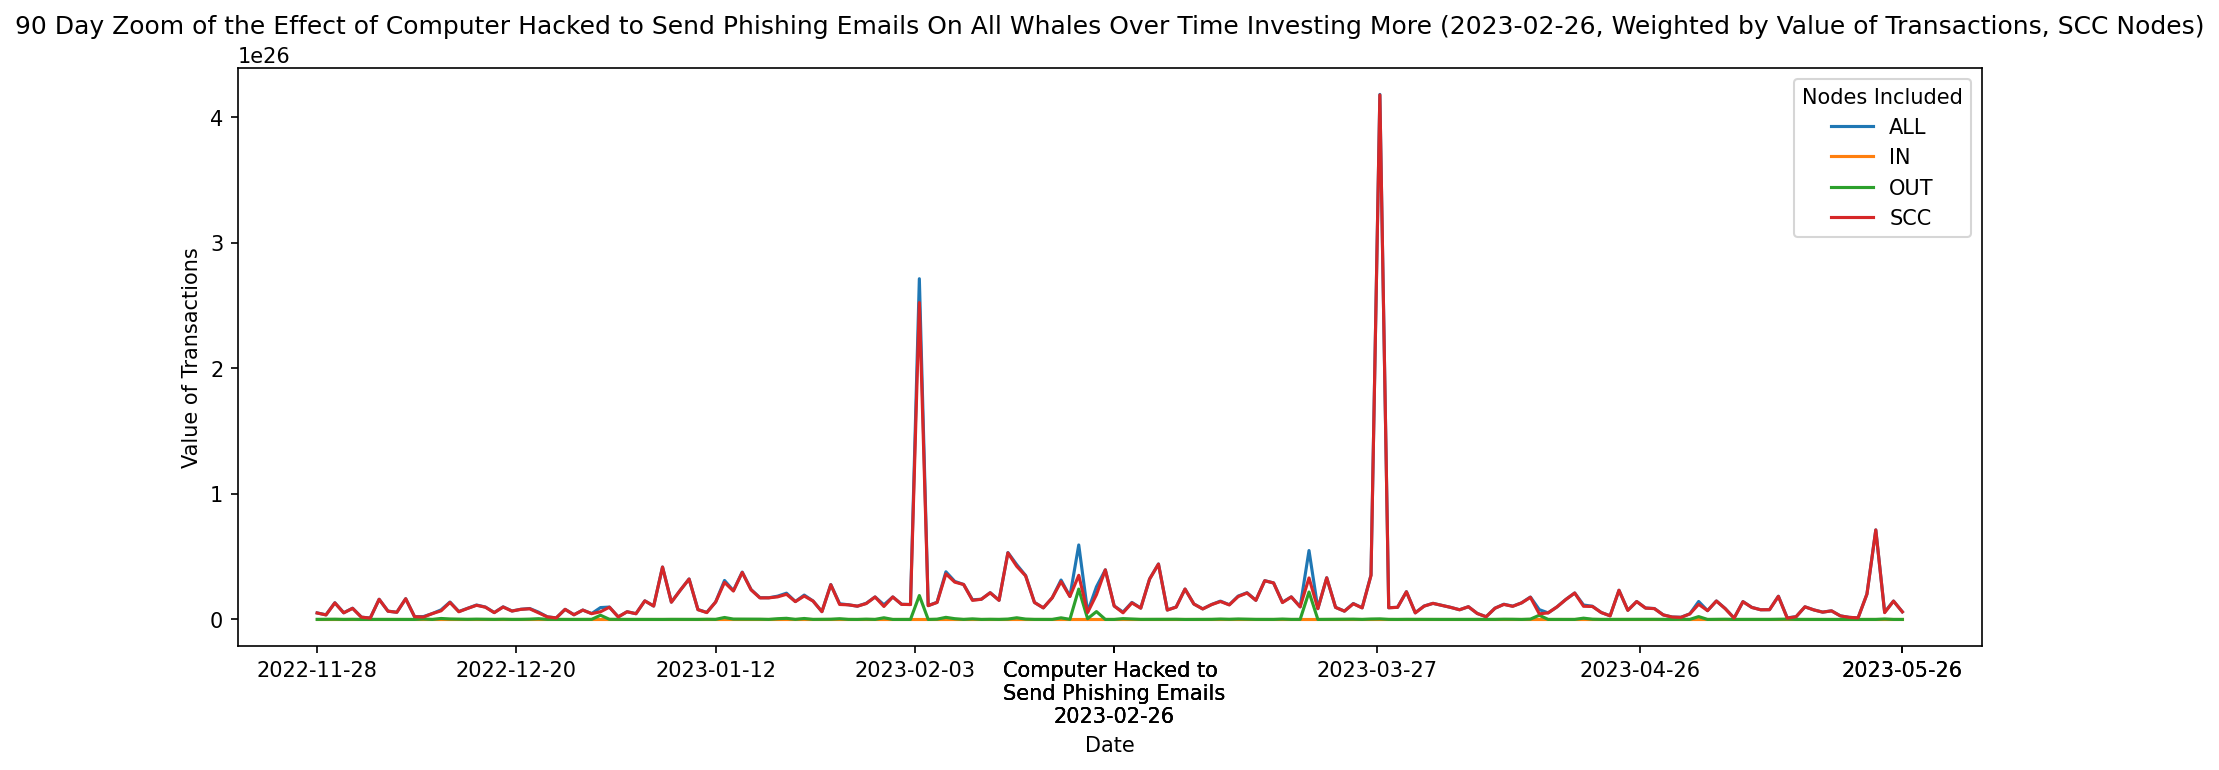 90 Day Zoom of the Effect of Computer Hacked to Send Phishing Emails On All Whales Over Time Investing More (2023-02-26, Weighted by Value of Transactions, SCC Nodes)
1e26
Nodes Included
ALL
IN
OUT
SCC
4
3
2
1
0
Value of Transactions
2022-11-28 2022-12-20 2023-01-12 2023-02-03 Computer Hacked to 2023-03-27 2023-04-26 2023-05-26
Send Phishing Emails
2023-02-26
Date